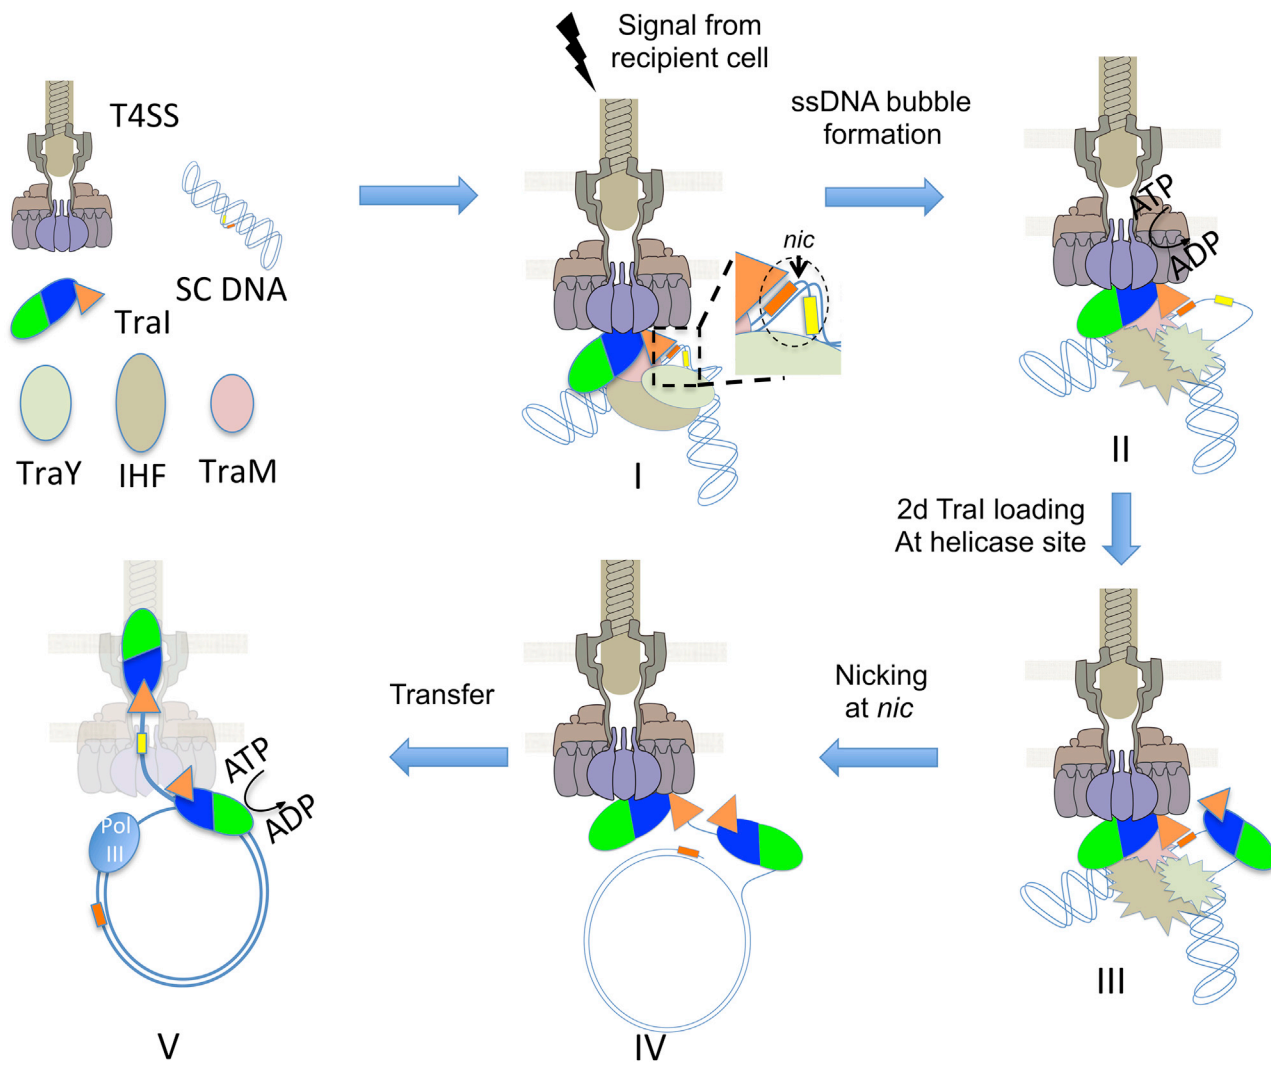 T4SS
SC DNA
TraI
TraY
IHF
TraM
Signal from
recipient cell
nic
I
ssDNA bubble
formation
ATP
ADP
II
2d TraI loading
At helicase site
III
Nicking
at nic
IV
Transfer
ATP
ADP
Pol
III
V